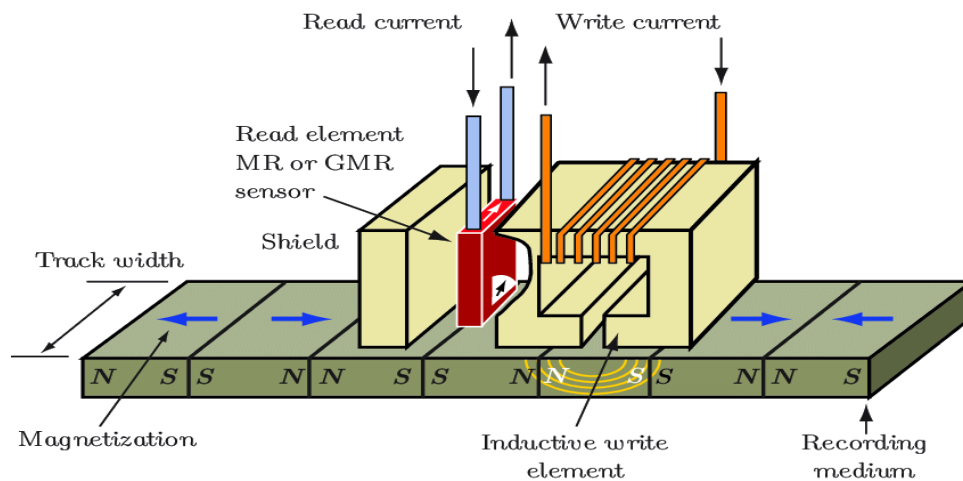 Read current
Write current
Read element
MR or GMR
sensor
Shield
Track width
N S S N N S S N N S S N N S
Magnetization
Inductive write
element
Recording
medium